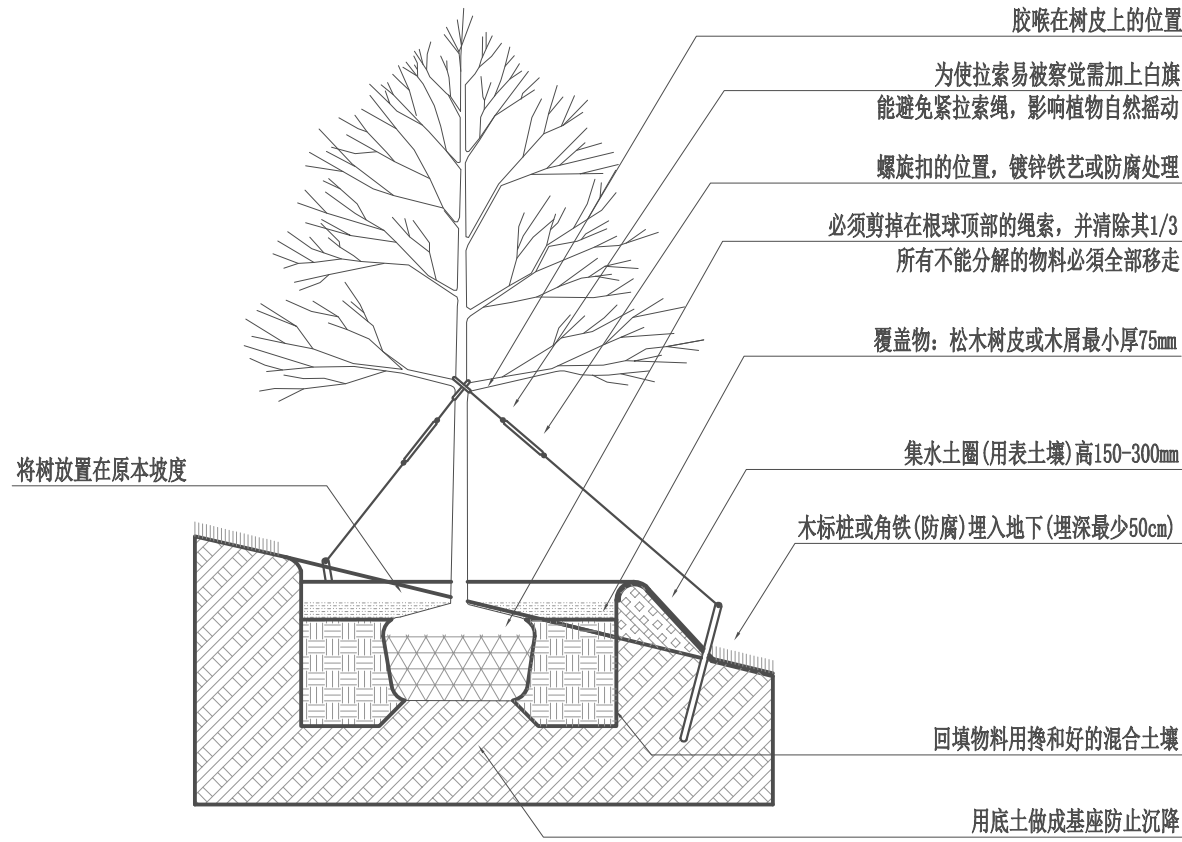 胶喉在树皮上的位置
为使拉索易被察觉需加上白旗
能避免紧拉索绳，影响植物自然摇动
螺旋扣的位置，镀锌铁艺或防腐处理
必须剪掉在根球顶部的绳索，并清除其1/3
所有不能分解的物料必須全部移走
覆盖物：松木树皮或木屑最小厚75mm
集水土圈(用表土壤)高150-300mm
将树放置在原本坡度
木标桩或角铁(防腐)埋入地下(埋深最少50cm)
回填物料用搀和好的混合土壤
用底土做成基座防止沉降